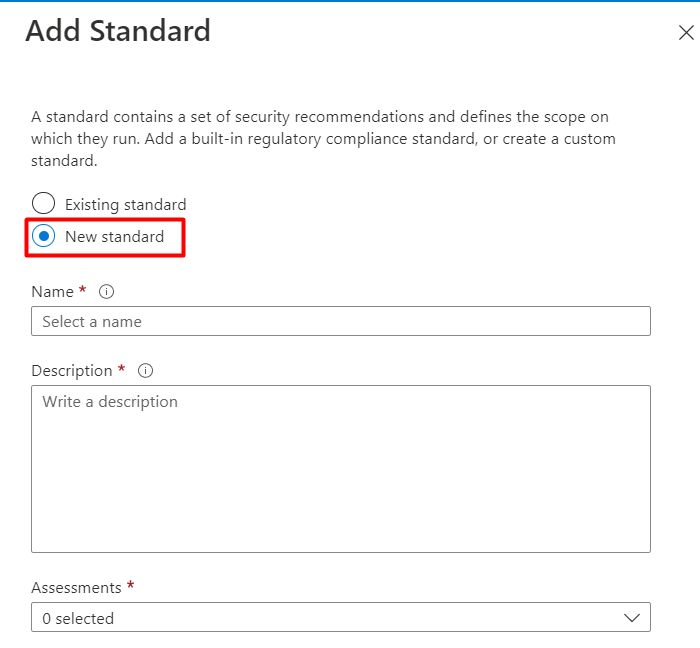 Add Standard
A standard contains a set of security recommendations and defines the scope on
which they run. Add a built-in regulatory compliance standard, or create a custom
standard.
Existing standard
New standard
Name *
Select a name
Description *
Write a description
Assessments *
0 selected